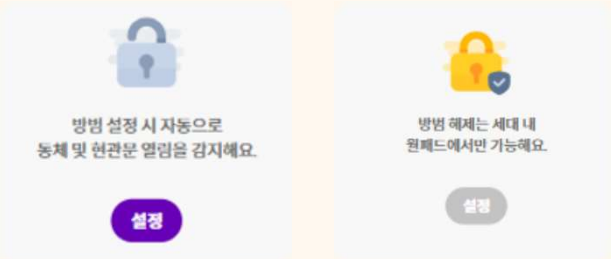 방범 설정 시 자동으로
동체 및 현관문 열림을 감지해요.
설정
방범 해제는 세대 내
월패드에서만 가능해요.
설정